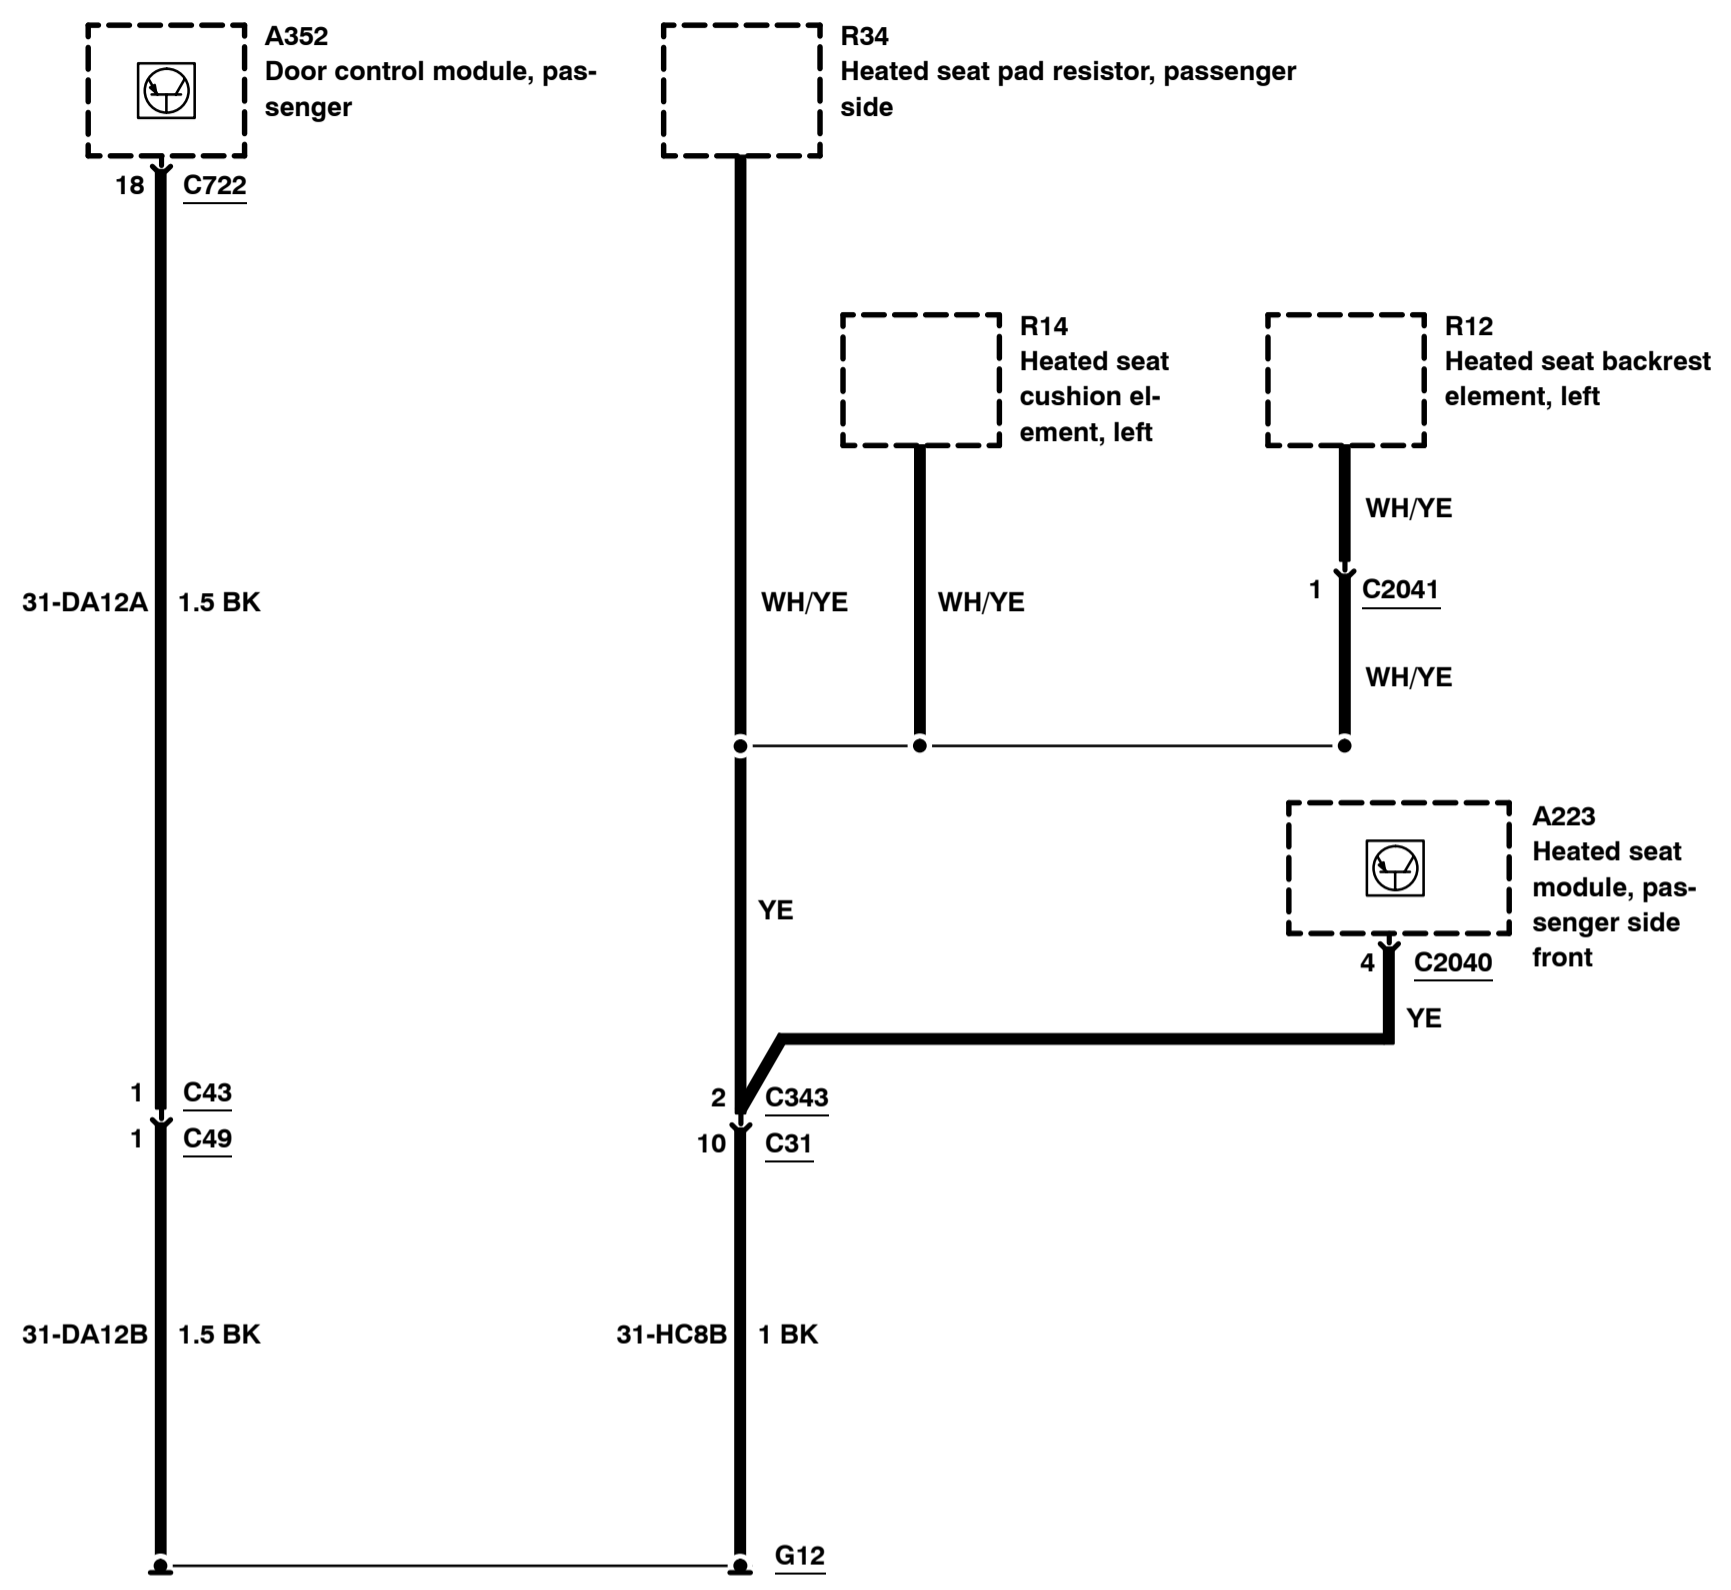 A352
Door control module, pas-
senger
R34
Heated seat pad resistor, passenger
side
18
C722
R14
Heated seat
cushion el-
ement, left
R12
Heated seat backrest
element, left
WH/YE
1
C2041
31-DA12A
1.5 BK
WH/YE
WH/YE
WH/YE
A223
Heated seat
module, pas-
senger side
front
YE
4
C2040
YE
1
C43
2
C343
1
C49
10
C31
31-DA12B
1.5 BK
31-HC8B
1 BK
G12